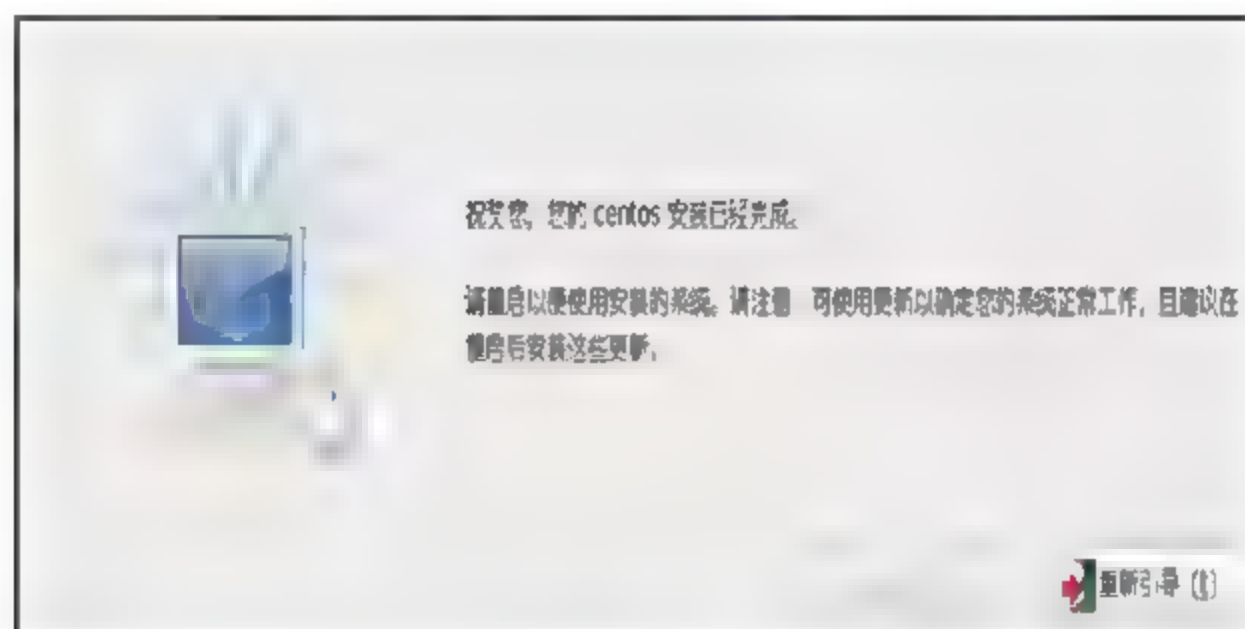 祝贺您，您的 centos 安装已经完成。
请重启以便使用安装的系统。请注意 可使用更新以确定您的系统正常工作，且建议在
重启后安装这些更新。
重新引导 (t)